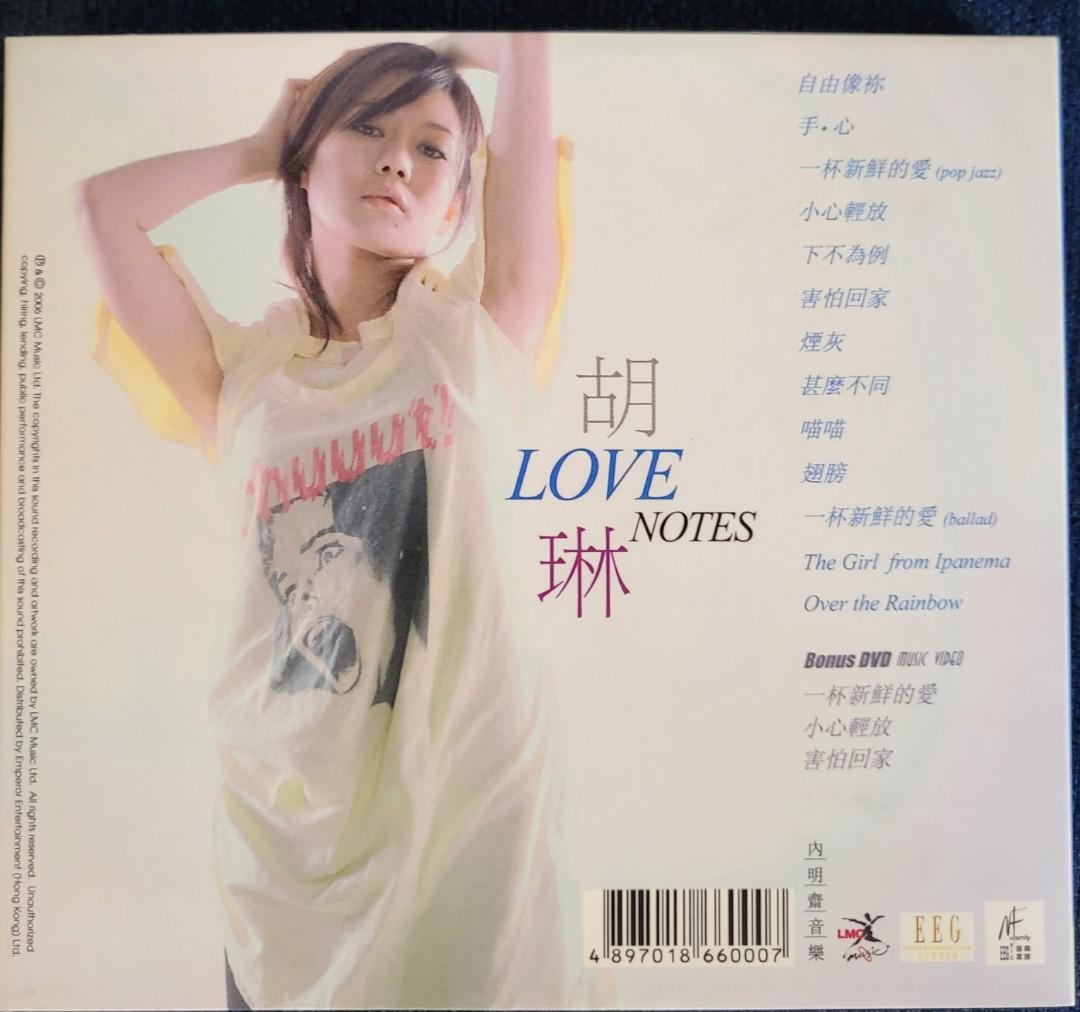 自由像袮
手•心
一杯新鮮的愛 (pop jazz)
小心輕放
下不為例
害怕回家
煙灰
甚麼不同
喵喵
翅膀
一杯新鮮的愛 (ballad)
The Girl from Ipanema
Over the Rainbow
Bonus DVD MUSIC VIDEO
一杯新鮮的愛
小心輕放
害怕回家
胡
LOVE
NOTES
琳
℗ & © 2006 LMC Music Ltd. The copyrights in this sound recording and artwork are owned by LMC Music Ltd. All rights reserved. Unauthorized
copying, hiring, lending, public performance and broadcasting of this sound prohibited. Distributed by Emperor Entertainment (Hong Kong) Ltd.
4 897018 660007
內明齋音樂
LMC music
EEG